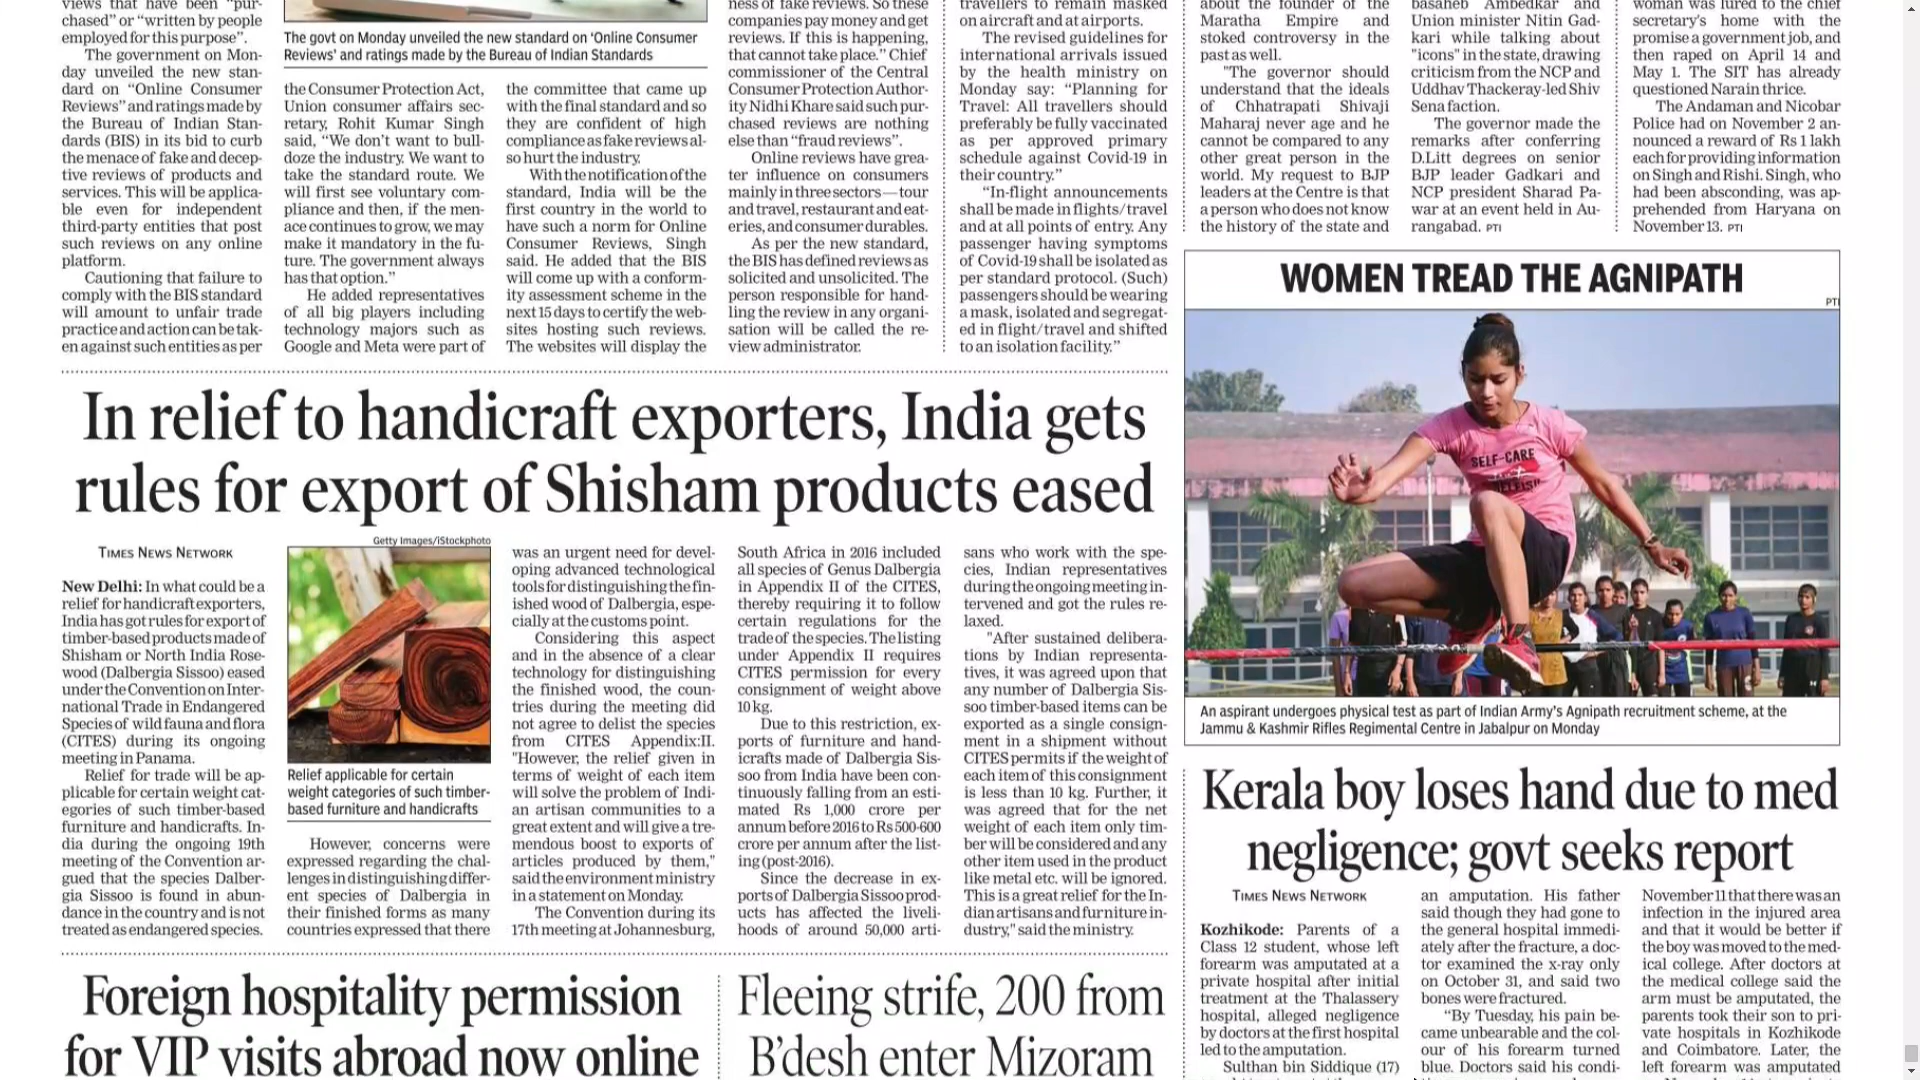 views that have been “pur-
chased” or “written by people
employed for this purpose”.
The government on Mon-
day unveiled the new stan-
dard on “Online Consumer
Reviews” and ratings made by
the Bureau of Indian Stan-
dards (BIS) in its bid to curb
the menace of fake and decep-
tive reviews of products and
services. This will be applica-
ble even for independent
third-party entities that post
such reviews on any online
platform.
Cautioning that failure to
comply with the BIS standard
will amount to unfair trade
practice and action can be tak-
en against such entities as per
The govt on Monday unveiled the new standard on ‘Online Consumer
Reviews’ and ratings made by the Bureau of Indian Standards
the Consumer Protection Act,
Union consumer affairs sec-
retary, Rohit Kumar Singh
said, “We don’t want to bull-
doze the industry. We want to
take the standard route. We
will first see voluntary com-
pliance and then, if the men-
ace continues to grow, we may
make it mandatory in the fu-
ture. The government always
has that option.”
He added representatives
of all big players including
technology majors such as
Google and Meta were part of
the committee that came up
with the final standard and so
they are confident of high
compliance as fake reviews al-
so hurt the industry.
With the notification of the
standard, India will be the
first country in the world to
have such a norm for Online
Consumer Reviews, Singh
said. He added that the BIS
will come up with a conform-
ity assessment scheme in the
next 15 days to certify the web-
sites hosting such reviews.
The websites will display the
ness of fake reviews. So these
companies pay money and get
reviews. If this is happening,
that cannot take place.” Chief
commissioner of the Central
Consumer Protection Author-
ity Nidhi Khare said such pur-
chased reviews are nothing
else than “fraud reviews”.
Online reviews have grea-
ter influence on consumers
mainly in three sectors — tour
and travel, restaurant and eat-
eries, and consumer durables.
As per the new standard,
the BIS has defined reviews as
solicited and unsolicited. The
person responsible for hand-
ling the review in any organi-
sation will be called the re-
view administrator.
travellers to remain masked
on aircraft and at airports.
The revised guidelines for
international arrivals issued
by the health ministry on
Monday say: “Planning for
Travel: All travellers should
preferably be fully vaccinated
as per approved primary
schedule against Covid-19 in
their country.”
“In-flight announcements
shall be made in flights/travel
and at all points of entry. Any
passenger having symptoms
of Covid-19 shall be isolated as
per standard protocol. (Such)
passengers should be wearing
a mask, isolated and segregat-
ed in flight/travel and shifted
to an isolation facility.”
about the founder of the
Maratha Empire and
stoked controversy in the
past as well.
"The governor should
understand that the ideals
of Chhatrapati Shivaji
Maharaj never age and he
cannot be compared to any
other great person in the
world. My request to BJP
leaders at the Centre is that
a person who does not know
the history of the state and
basaheb Ambedkar and
Union minister Nitin Gad-
kari while talking about
"icons" in the state, drawing
criticism from the NCP and
Uddhav Thackeray-led Shiv
Sena faction.
The governor made the
remarks after conferring
D.Litt degrees on senior
BJP leader Gadkari and
NCP president Sharad Pa-
war at an event held in Au-
rangabad. PTI
woman was lured to the chief
secretary’s home with the
promise a government job, and
then raped on April 14 and
May 1. The SIT has already
questioned Narain thrice.
The Andaman and Nicobar
Police had on November 2 an-
nounced a reward of Rs 1 lakh
each for providing information
on Singh and Rishi. Singh, who
had been absconding, was ap-
prehended from Haryana on
November 13. PTI
In relief to handicraft exporters, India gets
rules for export of Shisham products eased
TIMES NEWS NETWORK
New Delhi: In what could be a
relief for handicraft exporters,
India has got rules for export of
timber-based products made of
Shisham or North India Rose-
wood (Dalbergia Sissoo) eased
under the Convention on Inter-
national Trade in Endangered
Species of wild fauna and flora
(CITES) during its ongoing
meeting in Panama.
Relief for trade will be ap-
plicable for certain weight cat-
egories of such timber-based
furniture and handicrafts. In-
dia during the ongoing 19th
meeting of the Convention ar-
gued that the species Dalber-
gia Sissoo is found in abun-
dance in the country and is not
treated as endangered species.
Getty Images/iStockphoto
Relief applicable for certain
weight categories of such timber-
based furniture and handicrafts
However, concerns were
expressed regarding the chal-
lenges in distinguishing differ-
ent species of Dalbergia in
their finished forms as many
countries expressed that there
was an urgent need for devel-
oping advanced technological
tools for distinguishing the fin-
ished wood of Dalbergia, espe-
cially at the customs point.
Considering this aspect
and in the absence of a clear
technology for distinguishing
the finished wood, the coun-
tries during the meeting did
not agree to delist the species
from CITES Appendix:II.
"However, the relief given in
terms of weight of each item
will solve the problem of Indi-
an artisan communities to a
great extent and will give a tre-
mendous boost to exports of
articles produced by them,"
said the environment ministry
in a statement on Monday.
The Convention during its
17th meeting at Johannesburg,
South Africa in 2016 included
all species of Genus Dalbergia
in Appendix II of the CITES,
thereby requiring it to follow
certain regulations for the
trade of the species. The listing
under Appendix II requires
CITES permission for every
consignment of weight above
10 kg.
Due to this restriction, ex-
ports of furniture and hand-
icrafts made of Dalbergia Sis-
soo from India have been con-
tinuously falling from an esti-
mated Rs 1,000 crore per
annum before 2016 to Rs 500-600
crore per annum after the list-
ing (post-2016).
Since the decrease in ex-
ports of Dalbergia Sissoo prod-
ucts has affected the liveli-
hoods of around 50,000 arti-
sans who work with the spe-
cies, Indian representatives
during the ongoing meeting in-
tervened and got the rules re-
laxed.
"After sustained delibera-
tions by Indian representa-
tives, it was agreed upon that
any number of Dalbergia Sis-
soo timber-based items can be
exported as a single consign-
ment in a shipment without
CITES permits if the weight of
each item of this consignment
is less than 10 kg. Further, it
was agreed that for the net
weight of each item only tim-
ber will be considered and any
other item used in the product
like metal etc. will be ignored.
This is a great relief for the In-
dian artisans and furniture in-
dustry," said the ministry.
WOMEN TREAD THE AGNIPATH
PTI
SELF-CARE
SELFISH
An aspirant undergoes physical test as part of Indian Army’s Agnipath recruitment scheme, at the
Jammu & Kashmir Rifles Regimental Centre in Jabalpur on Monday
Kerala boy loses hand due to med
negligence; govt seeks report
TIMES NEWS NETWORK
Kozhikode: Parents of a
Class 12 student, whose left
forearm was amputated at a
private hospital after initial
treatment at the Thalassery
hospital, alleged negligence
by doctors at the first hospital
led to the amputation.
Sulthan bin Siddique (17)
an amputation. His father
said though they had gone to
the general hospital immedi-
ately after the fracture, a doc-
tor examined the x-ray only
on October 31, and said two
bones were fractured.
“By Tuesday, his pain be-
came unbearable and the col-
our of his forearm turned
blue. Doctors said his condi-
November 11 that there was an
infection in the injured area
and that it would be better if
the boy was moved to the med-
ical college. After doctors at
the medical college said the
arm must be amputated, the
parents took their son to pri-
vate hospitals in Kozhikode
and Coimbatore. Later, the
left forearm was amputated
Foreign hospitality permission
for VIP visits abroad now online
Fleeing strife, 200 from
B’desh enter Mizoram